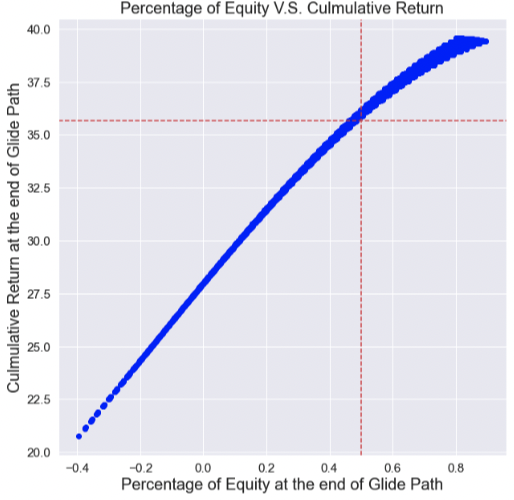 Percentage of Equity V.S. Culmulative Return
40.0
37.5
35.0
32.5
30.0
27.5
25.0
22.5
20.0
Culmulative Return at the end of Glide Path
−0.4 −0.2 0.0 0.2 0.4 0.6 0.8
Percentage of Equity at the end of Glide Path